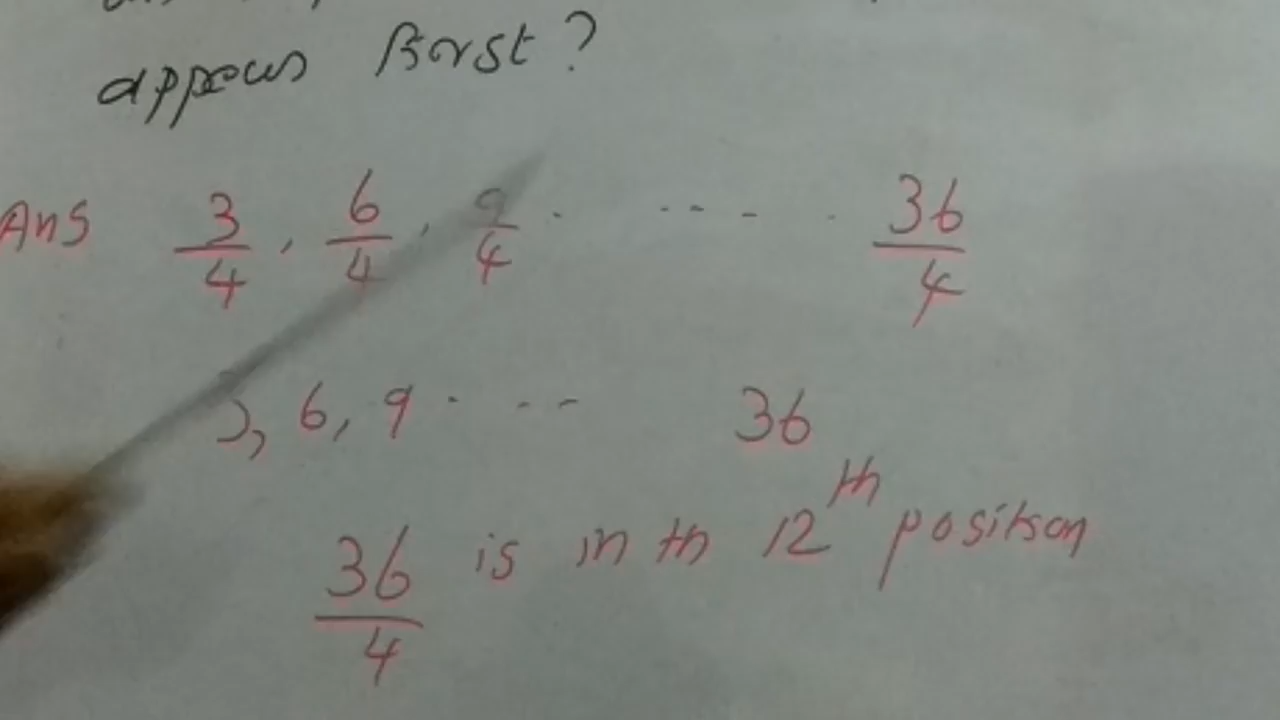 appears first?
Ans 3/4, 6/4, 9/4 . --- . 36/4
3, 6, 9 . -- 36
36/4 is in th 12th position